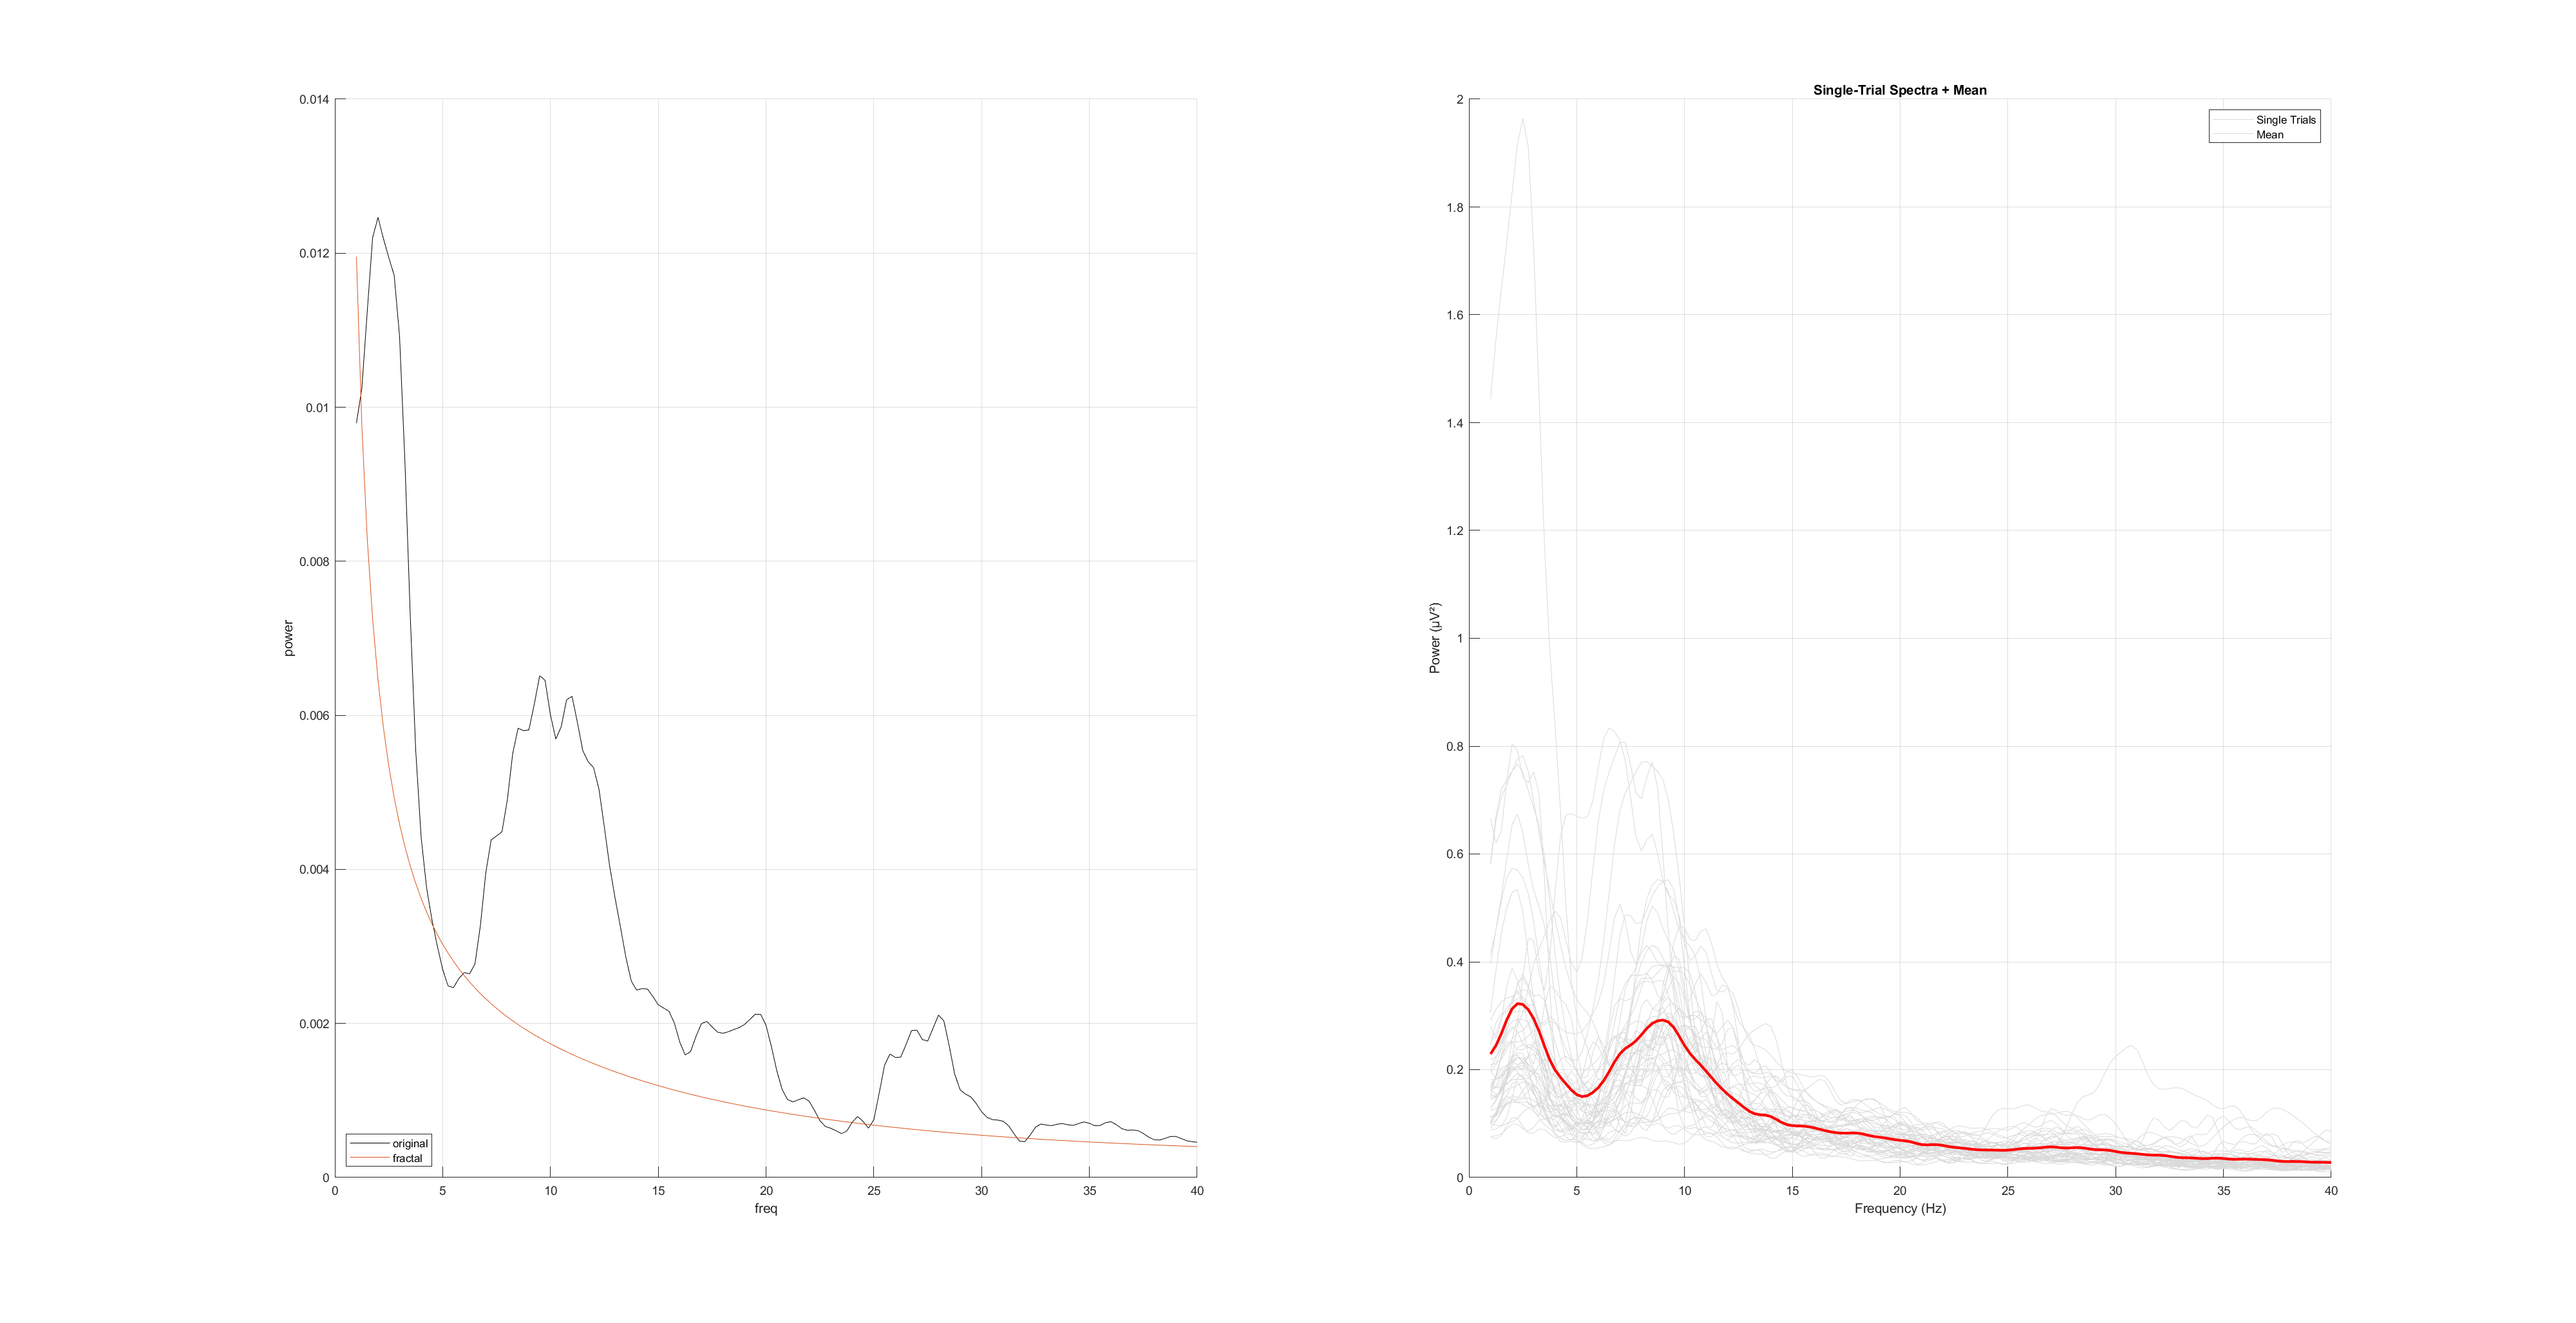 0.014
0.012
0.01
0.008
0.006
0.004
0.002
0
power
original
fractal
0 5 10 15 20 25 30 35 40
freq
Single-Trial Spectra + Mean
2
1.8
1.6
1.4
1.2
1
0.8
0.6
0.4
0.2
0
Power (µV²)
Single Trials
Mean
0 5 10 15 20 25 30 35 40
Frequency (Hz)